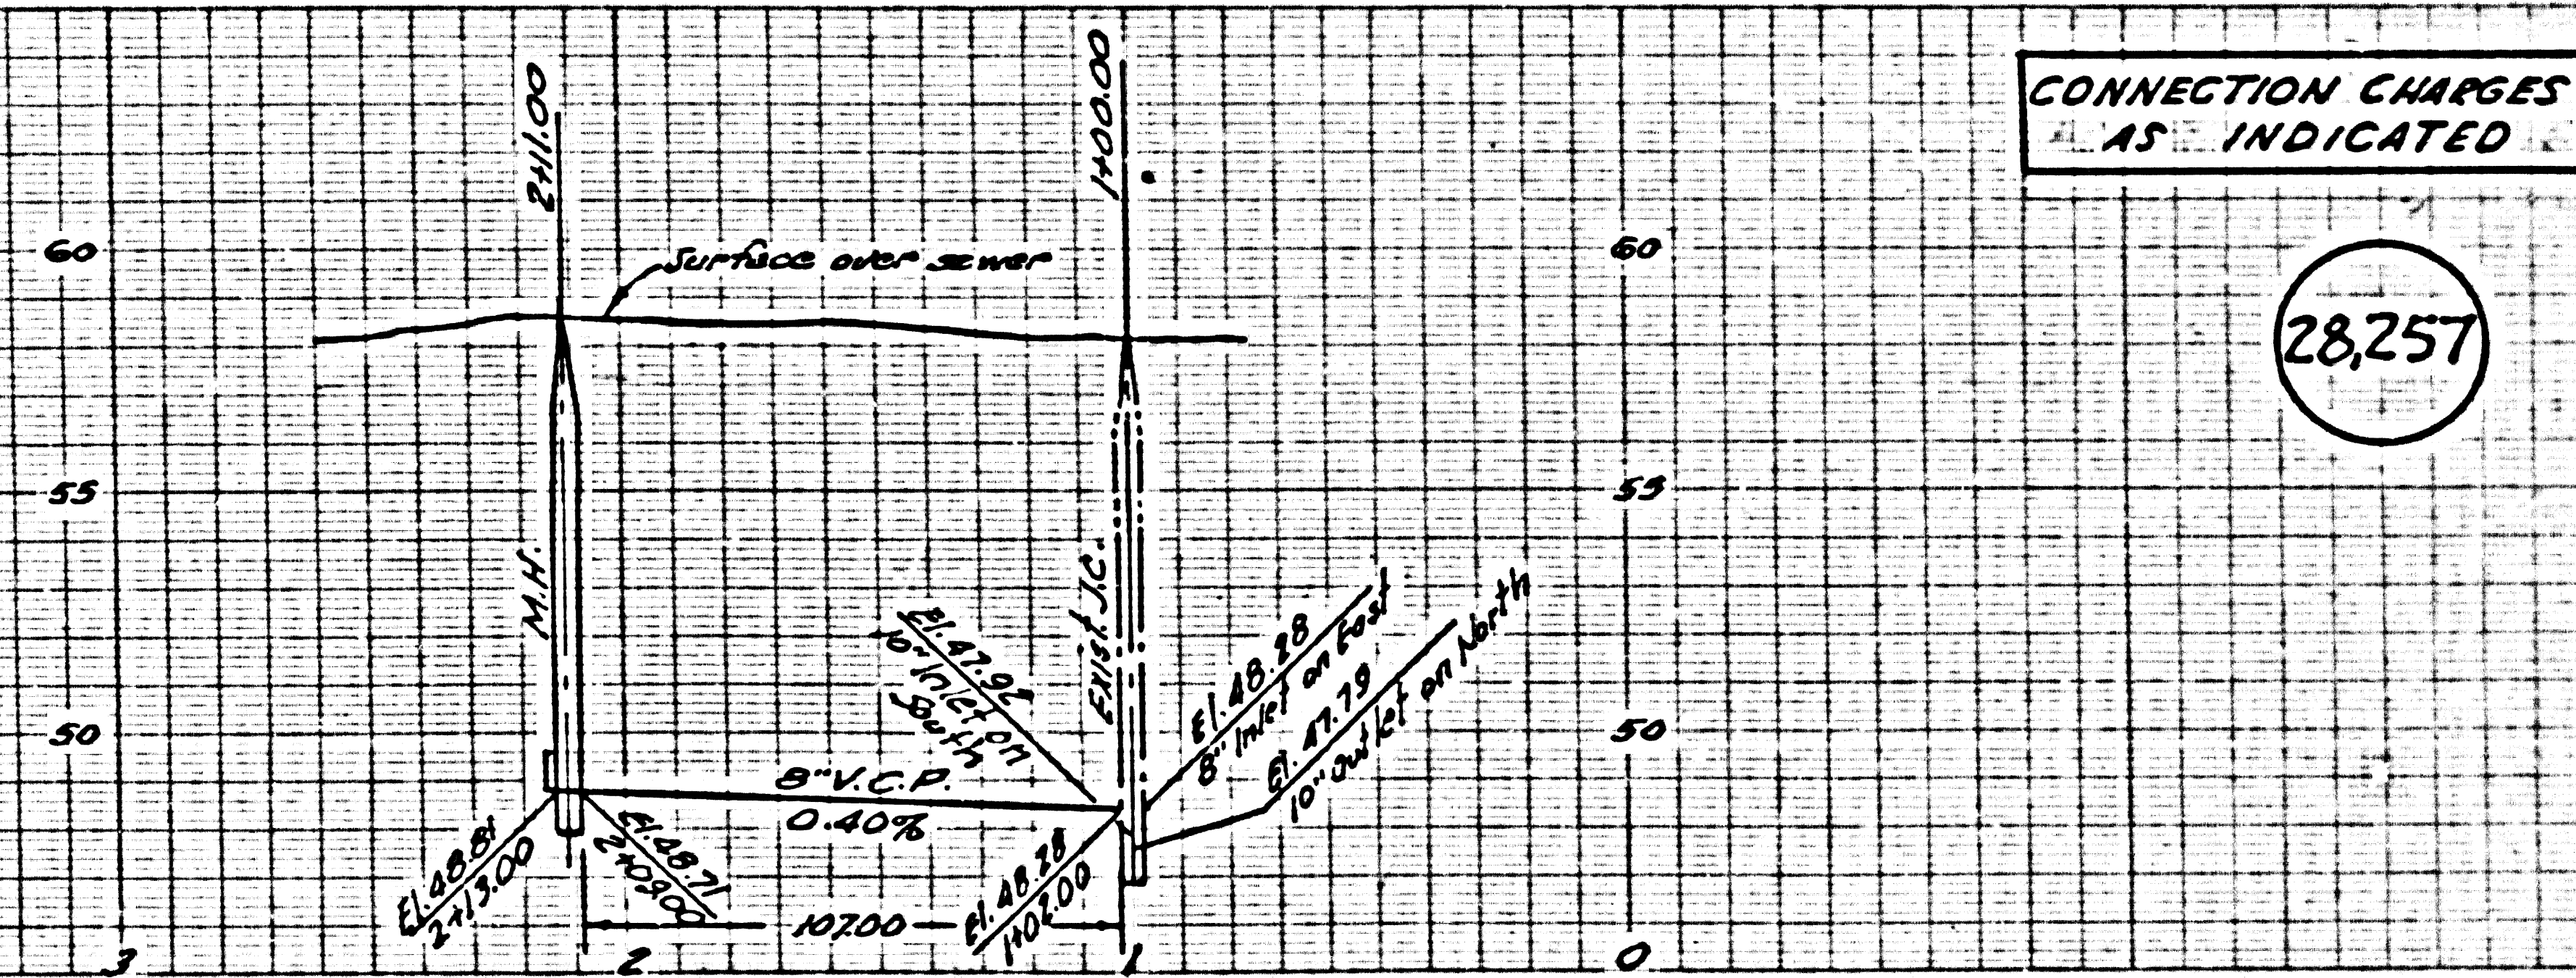 CONNECTION CHARGES
AS INDICATED
28,257
2+11.00
1+00.00
60
Surface over sewer
60
55
55
M.H.
EXIST. J.C.
50
50
El. 47.92
10" Inlet on
South
El. 48.28
8" Inlet on East
El. 47.79
10" Outlet on North
8" V.C.P.
0.40%
El. 48.81
2+13.00
El. 48.71
2+09.00
107.00
El. 48.28
1+02.00
3
2
1
0